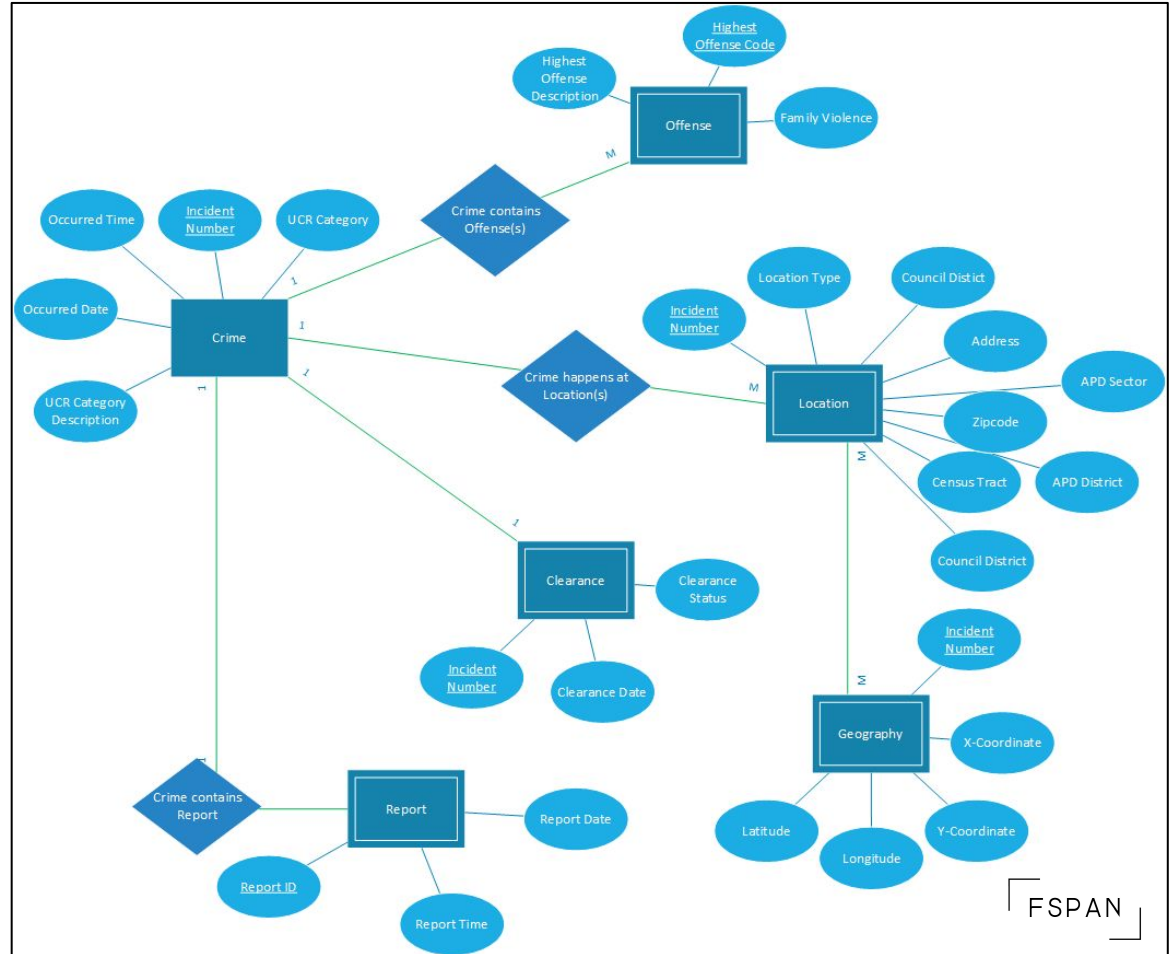 Highest
Offense Code
Highest
Offense
Description
Offense
Family Violence
M
Crime contains
Offense(s)
Occurred Time
Incident
Number
UCR Category
1
Occurred Date
Crime
1
1
1
UCR Category
Description
Crime happens at
Location(s)
M
Location Type
Council Distict
Incident
Number
Address
APD Sector
Location
Zipcode
Census Tract
APD District
M
Council District
1
Clearance
Clearance
Status
Incident
Number
Clearance Date
Incident
Number
M
Geography
X-Coordinate
Latitude
Longitude
Y-Coordinate
1
Crime contains
Report
Report
Report Date
Report ID
Report Time
FSPAN